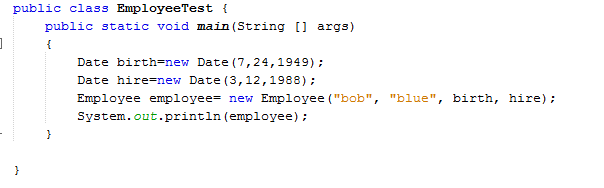 public class EmployeeTest {
public static void main(String [] args)
{
Date birth=new Date(7,24,1949);
Date hire=new Date(3,12,1988);
Employee employee= new Employee("bob", "blue", birth, hire);
System.out.println(employee);
}
}